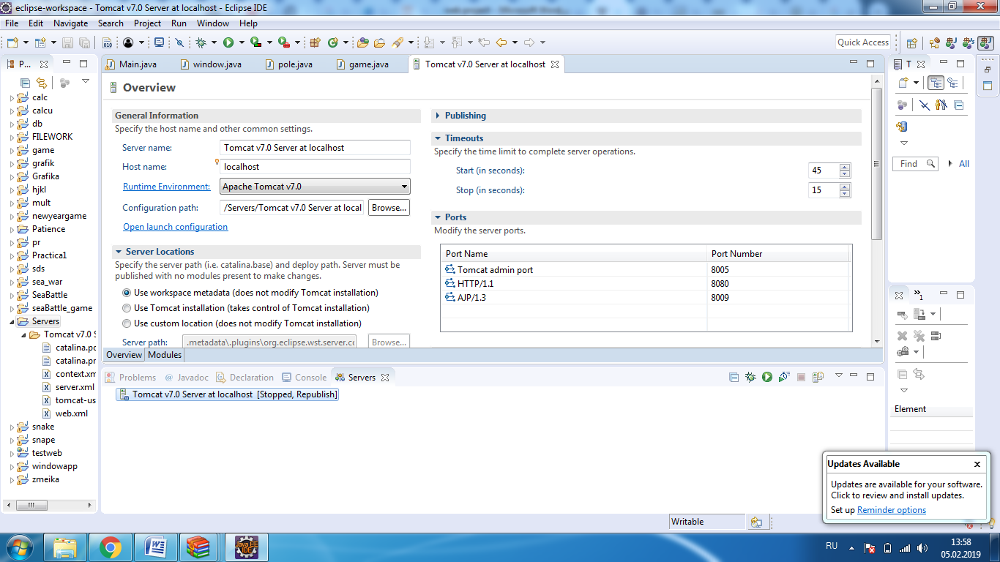 eclipse-workspace - Tomcat v7.0 Server at localhost - Eclipse IDE
File Edit Navigate Search Project Run Window Help
Quick Access
P...
calc
calcu
db
FILEWORK
game
grafik
Grafika
hjkl
mult
newyeargame
Patience
pr
Practica1
sds
sea_war
SeaBattle
seaBattle_game
Servers
Tomcat v7.0 S
catalina.po
catalina.pr
context.xm
server.xml
tomcat-us
web.xml
snake
snape
testweb
windowapp
zmeika
Main.java window.java pole.java game.java Tomcat v7.0 Server at localhost
Overview
General Information
Specify the host name and other common settings.
Server name: Tomcat v7.0 Server at localhost
Host name: localhost
Runtime Environment: Apache Tomcat v7.0
Configuration path: /Servers/Tomcat v7.0 Server at local Browse...
Open launch configuration
Server Locations
Specify the server path (i.e. catalina.base) and deploy path. Server must be
published with no modules present to make changes.
Use workspace metadata (does not modify Tomcat installation)
Use Tomcat installation (takes control of Tomcat installation)
Use custom location (does not modify Tomcat installation)
Server path: .metadata\.plugins\org.eclipse.wst.server.co Browse...
Publishing
Timeouts
Specify the time limit to complete server operations.
Start (in seconds): 45
Stop (in seconds): 15
Ports
Modify the server ports.
Port Name Port Number
Tomcat admin port 8005
HTTP/1.1 8080
AJP/1.3 8009
Overview Modules
Problems Javadoc Declaration Console Servers
Tomcat v7.0 Server at localhost [Stopped, Republish]
T
Find All
1
Element
Updates Available
Updates are available for your software.
Click to review and install updates.
Set up Reminder options
Writable
Java EE
IDE
RU
13:58
05.02.2019